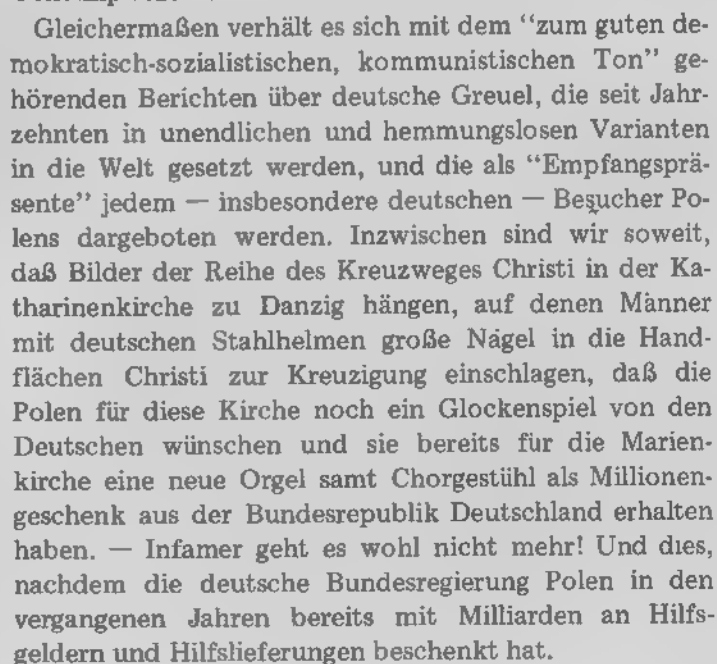 Gleichermaßen verhält es sich mit dem “zum guten de-
mokratisch-sozialistischen, kommunistischen Ton” ge-
hörenden Berichten über deutsche Greuel, die seit Jahr-
zehnten in unendlichen und hemmungslosen Varianten
in die Welt gesetzt werden, und die als “Empfangsprä-
sente” jedem — insbesondere deutschen — Besucher Po-
lens dargeboten werden. Inzwischen sind wir soweit,
daß Bilder der Reihe des Kreuzweges Christi in der Ka-
tharinenkirche zu Danzig hängen, auf denen Männer
mit deutschen Stahlhelmen große Nägel in die Hand-
flächen Christi zur Kreuzigung einschlagen, daß die
Polen für diese Kirche noch ein Glockenspiel von den
Deutschen wünschen und sie bereits für die Marien-
kirche eine neue Orgel samt Chorgestühl als Millionen-
geschenk aus der Bundesrepublik Deutschland erhalten
haben. — Infamer geht es wohl nicht mehr! Und dies,
nachdem die deutsche Bundesregierung Polen in den
vergangenen Jahren bereits mit Milliarden an Hilfs-
geldern und Hilfslieferungen beschenkt hat.